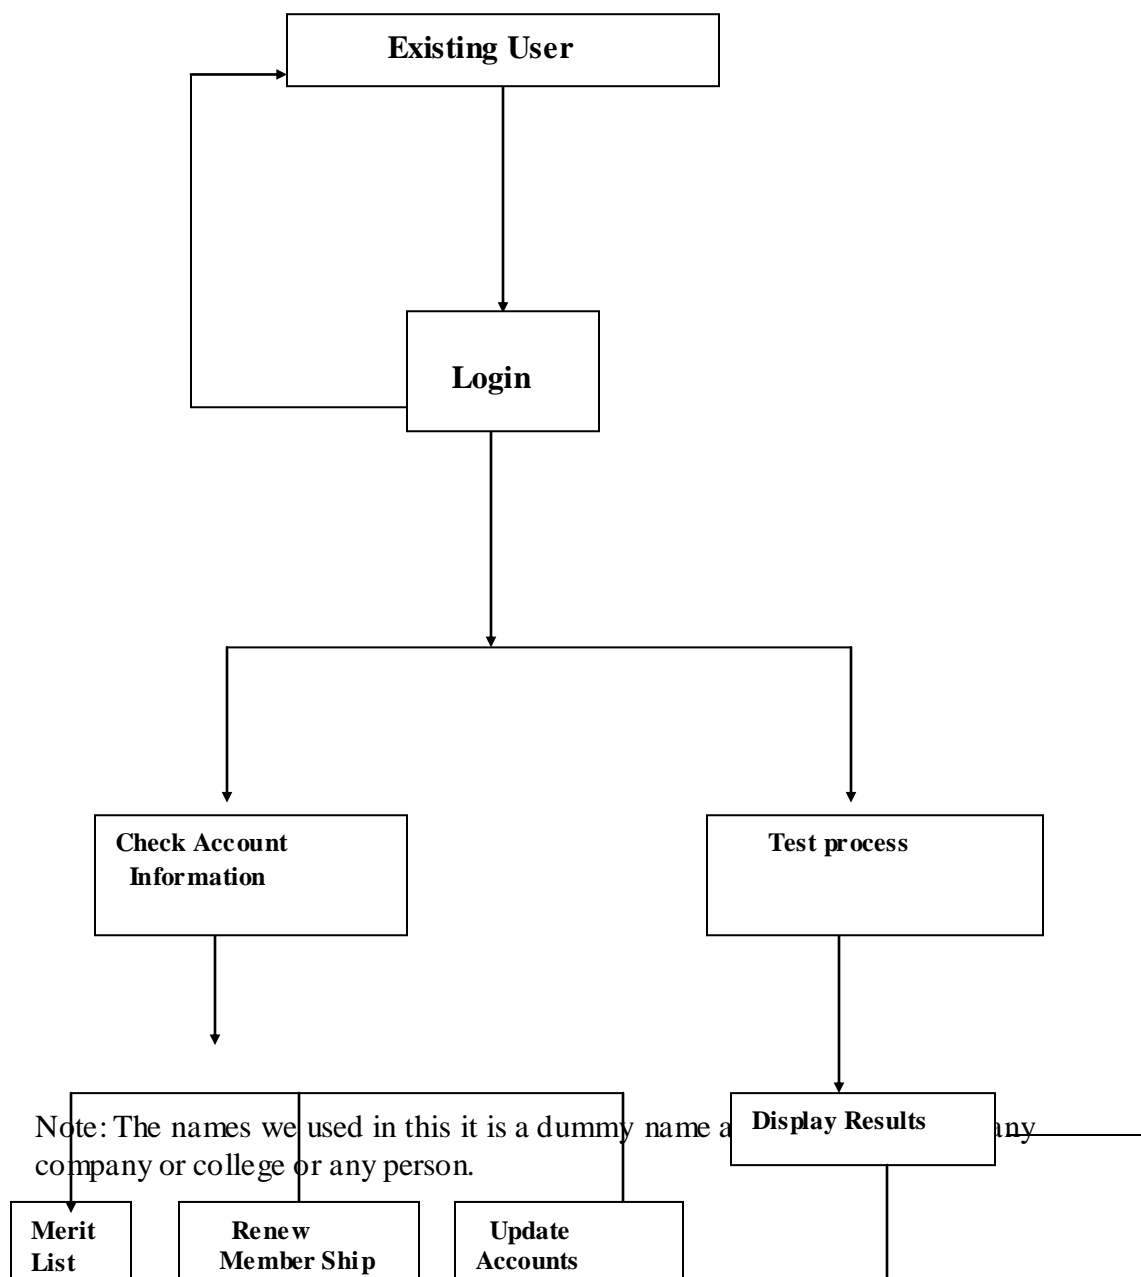 Existing User
Login
Check Account
Information
Test process
Note: The names we used in this it is a dummy name a
any
company or college or any person.
Display Results
Merit
List
Renew
Member Ship
Update
Accounts